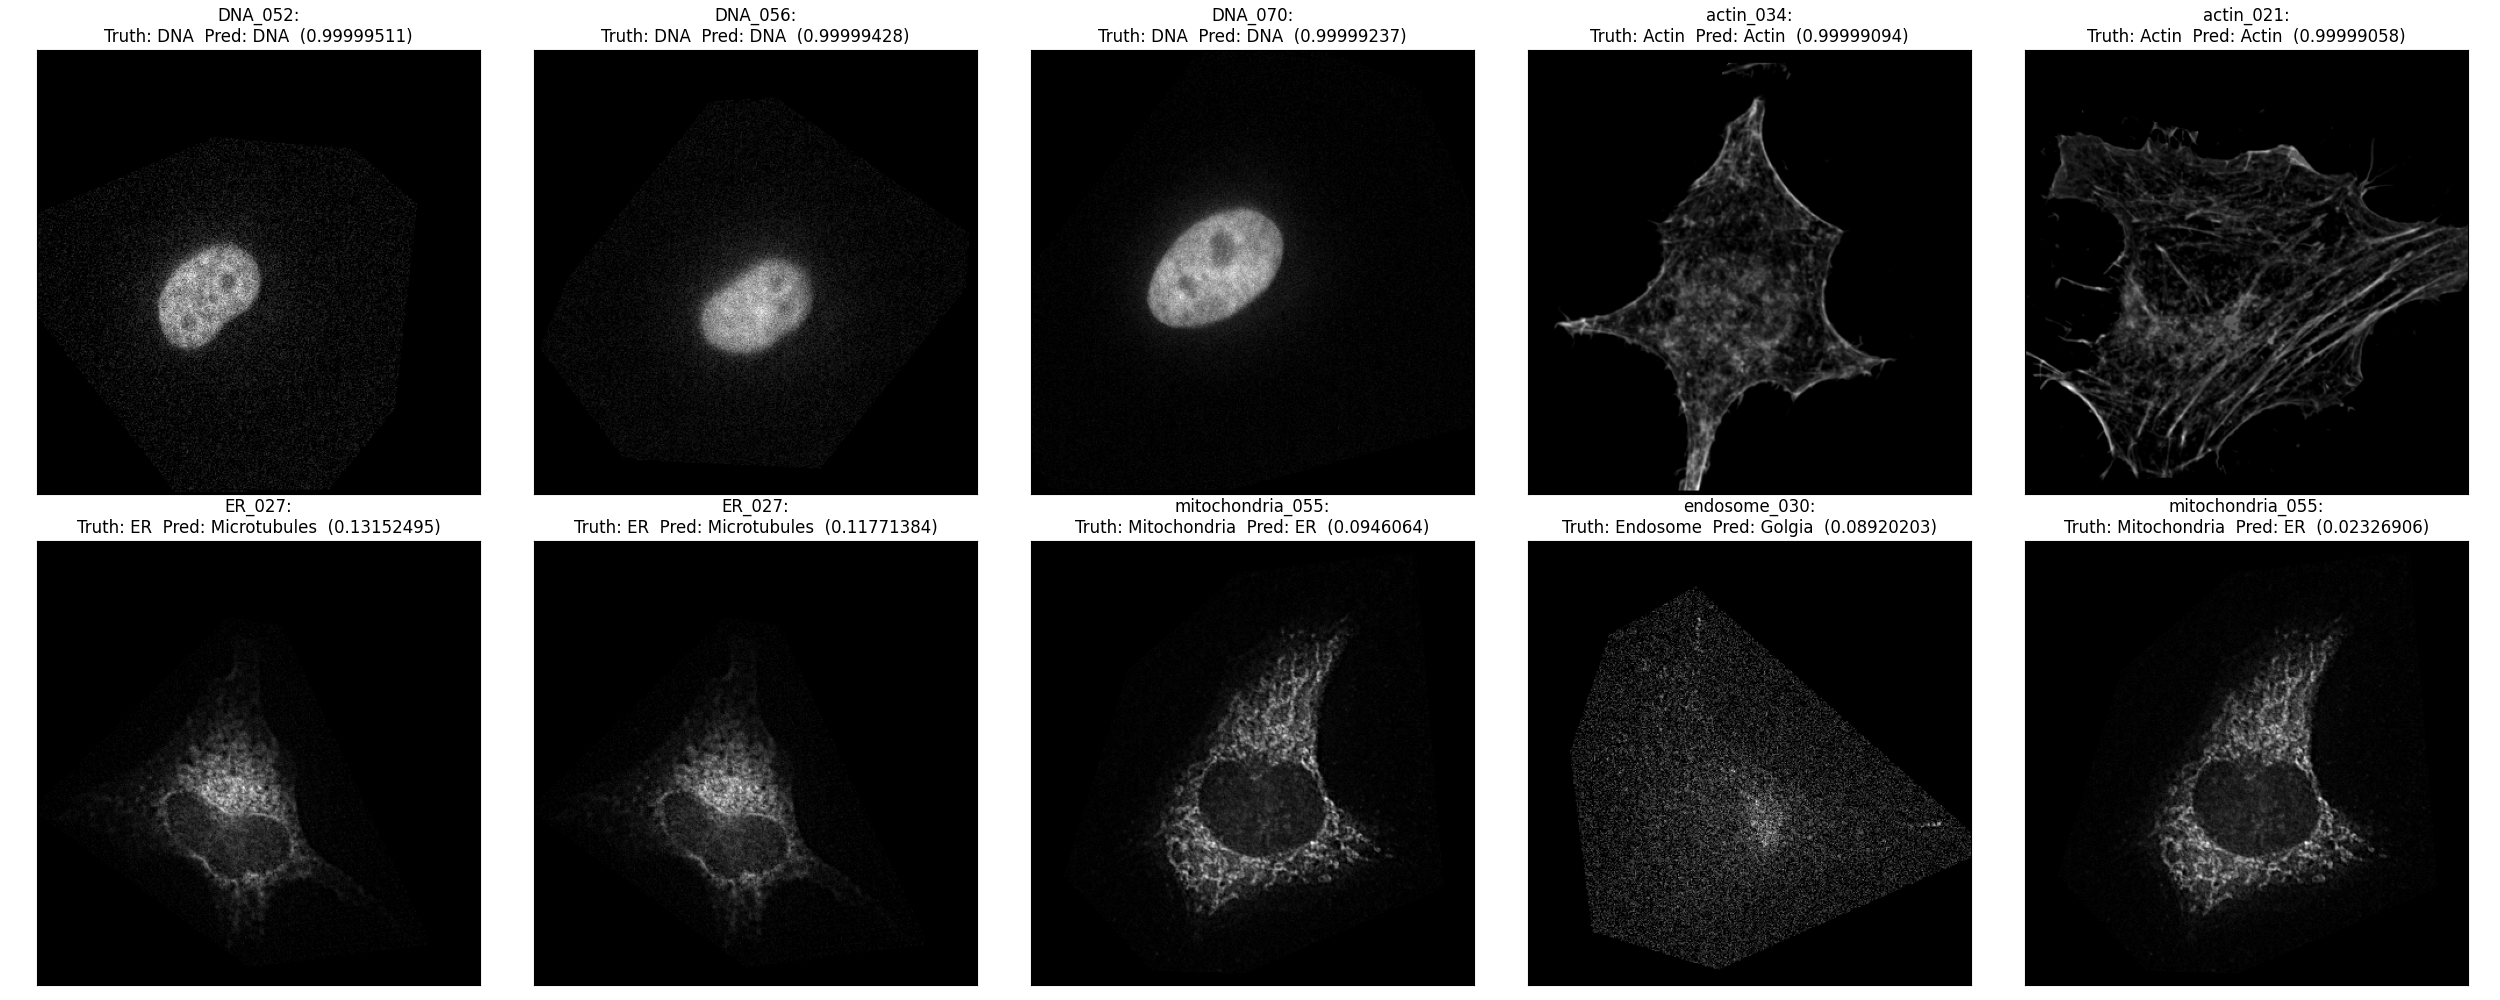 DNA_052:
Truth: DNA  Pred: DNA  (0.99999511)
DNA_056:
Truth: DNA  Pred: DNA  (0.99999428)
DNA_070:
Truth: DNA  Pred: DNA  (0.99999237)
actin_034:
Truth: Actin  Pred: Actin  (0.99999094)
actin_021:
Truth: Actin  Pred: Actin  (0.99999058)
ER_027:
Truth: ER  Pred: Microtubules  (0.13152495)
ER_027:
Truth: ER  Pred: Microtubules  (0.11771384)
mitochondria_055:
Truth: Mitochondria  Pred: ER  (0.0946064)
endosome_030:
Truth: Endosome  Pred: Golgia  (0.08920203)
mitochondria_055:
Truth: Mitochondria  Pred: ER  (0.02326906)